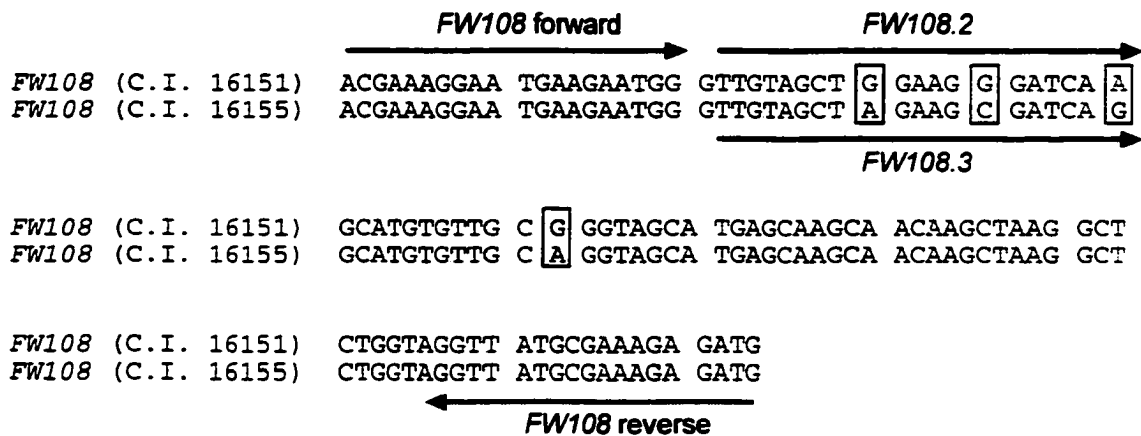 FW108 forward FW108.2
FW108 (C.I. 16151) ACGAAAGGAA TGAAGAATGG GTTGTAGCT G GAAG G GATCA A
FW108 (C.I. 16155) ACGAAAGGAA TGAAGAATGG GTTGTAGCT A GAAG C GATCA G
FW108.3
FW108 (C.I. 16151) GCATGTGTTG C G GGTAGCA TGAGCAAGCA ACAAGCTAAG GCT
FW108 (C.I. 16155) GCATGTGTTG C A GGTAGCA TGAGCAAGCA ACAAGCTAAG GCT
FW108 (C.I. 16151) CTGGTAGGTT ATGCGAAAGA GATG
FW108 (C.I. 16155) CTGGTAGGTT ATGCGAAAGA GATG
FW108 reverse